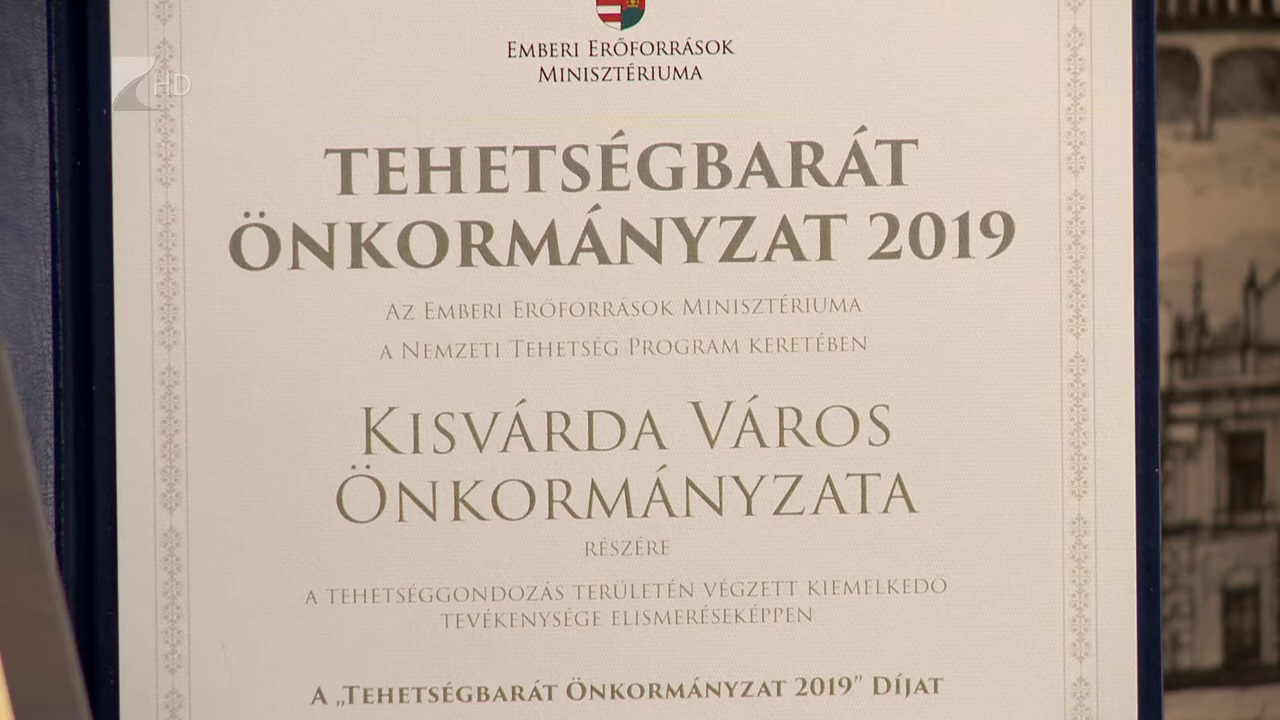 HD
EMBERI ERŐFORRÁSOK
MINISZTÉRIUMA
TEHETSÉGBARÁT
ÖNKORMÁNYZAT 2019
AZ EMBERI ERŐFORRÁSOK MINISZTÉRIUMA
A NEMZETI TEHETSÉG PROGRAM KERETÉBEN
KISVÁRDA VÁROS
ÖNKORMÁNYZATA
RÉSZÉRE
A TEHETSÉGGONDOZÁS TERÜLETÉN VÉGZETT KIEMELKEDŐ
TEVÉKENYSÉGE ELISMERÉSEKÉPPEN
A „TEHETSÉGBARÁT ÖNKORMÁNYZAT 2019” DÍJAT